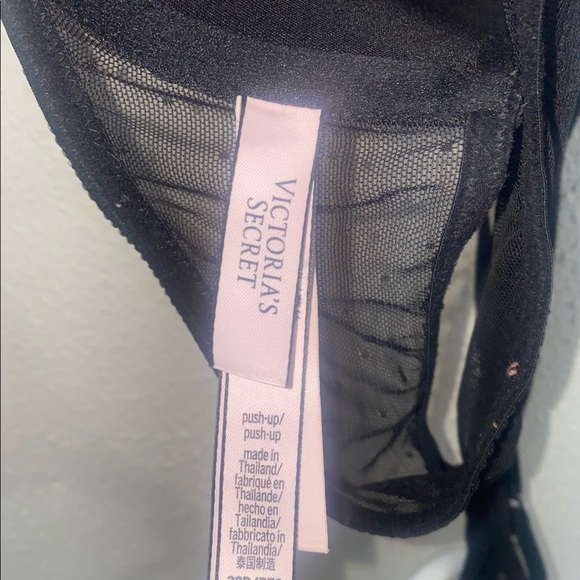 VICTORIA'S
SECRET
push-up/
push-up
made in
Thailand/
fabriqué en
Thaïlande/
hecho en
Tailandia/
fabbricato in
Thailandia/
泰国制造